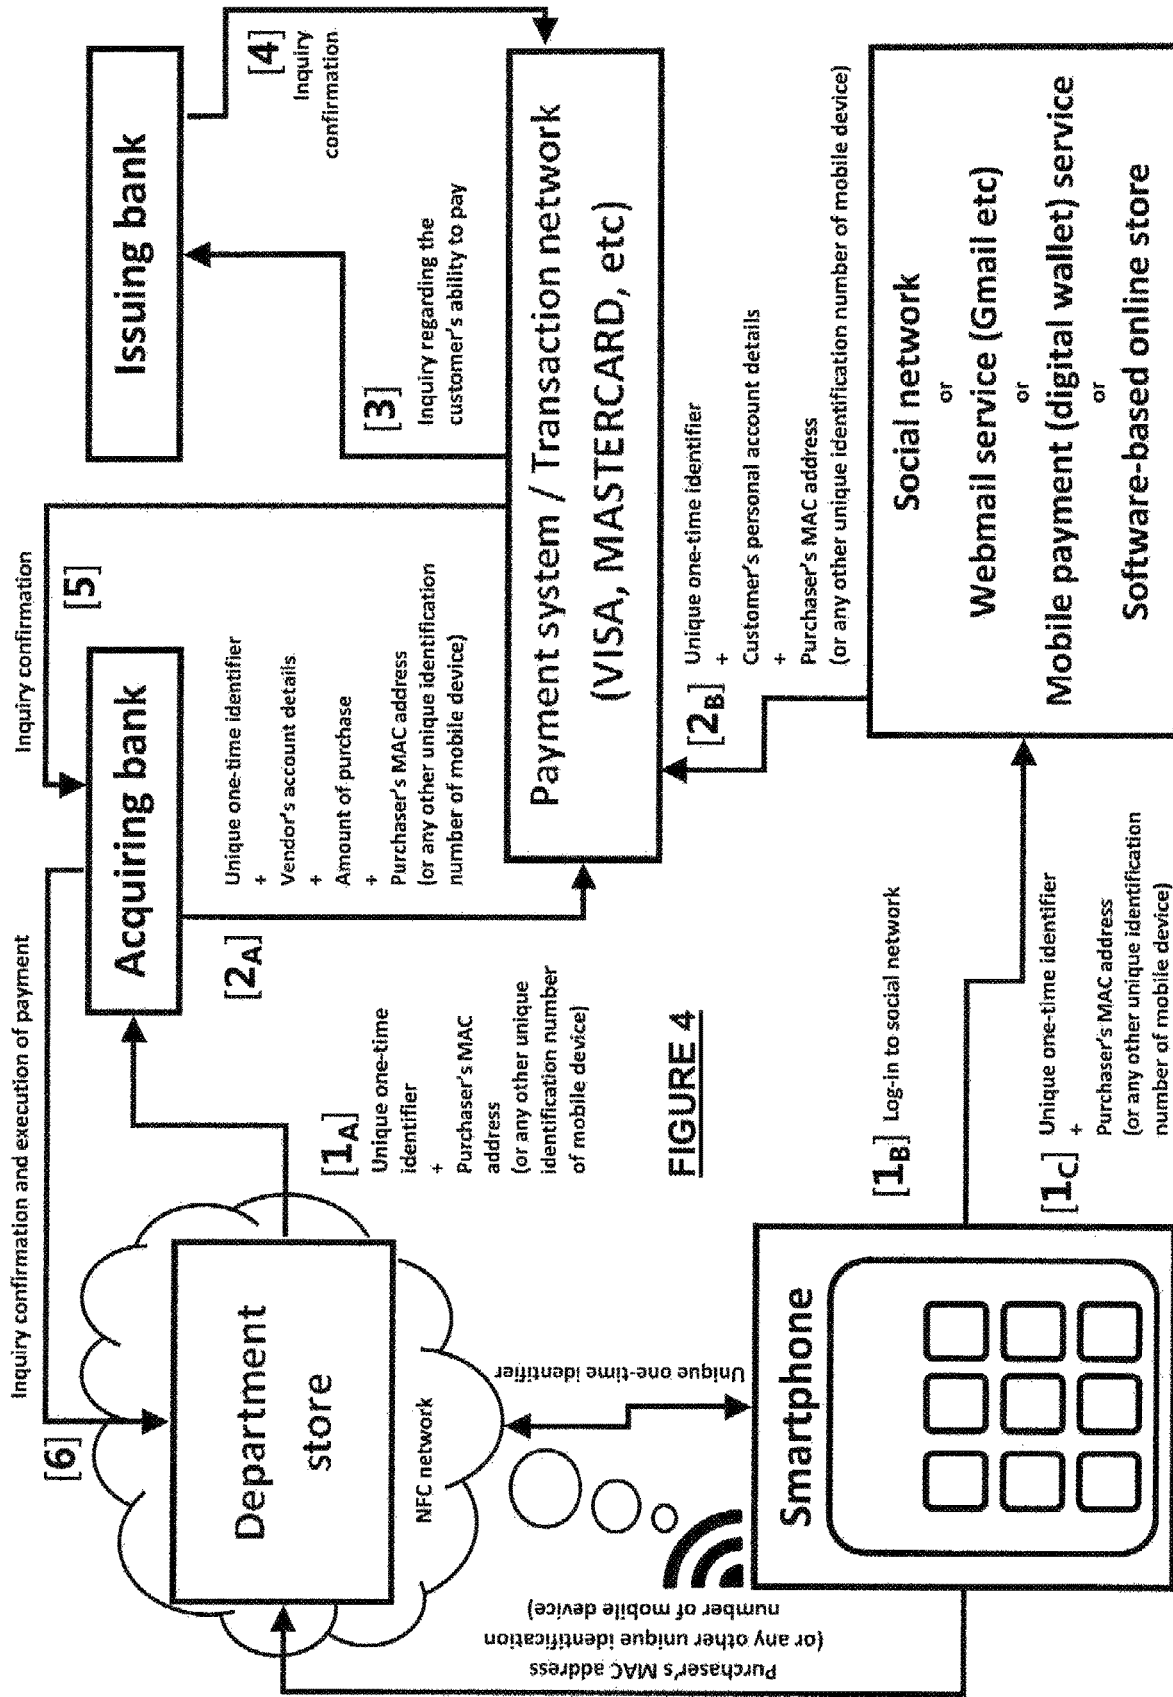 Inquiry confirmation and execution of payment
Inquiry confirmation
[6]
[5]
Department
store
NFC network
Acquiring bank
Issuing bank
[4]
Inquiry
confirmation
[1A]
Unique one-time
identifier
+
Purchaser's MAC
address
(or any other unique
identification number
of mobile device)
[2A]
Unique one-time identifier
+
Vendor's account details
+
Amount of purchase
+
Purchaser's MAC address
(or any other unique identification
number of mobile device)
[3]
Inquiry regarding the
customer's ability to pay
Payment system / Transaction network
(VISA, MASTERCARD, etc)
Unique one-time identifier
Purchaser's MAC address
(or any other unique identification
number of mobile device)
FIGURE 4
[2B]
Unique one-time identifier
+
Customer's personal account details
+
Purchaser's MAC address
(or any other unique identification number of mobile device)
Smartphone
[1B] Log-in to social network
[1C] Unique one-time identifier
+
Purchaser's MAC address
(or any other unique identification
number of mobile device)
Social network
or
Webmail service (Gmail etc)
or
Mobile payment (digital wallet) service
or
Software-based online store